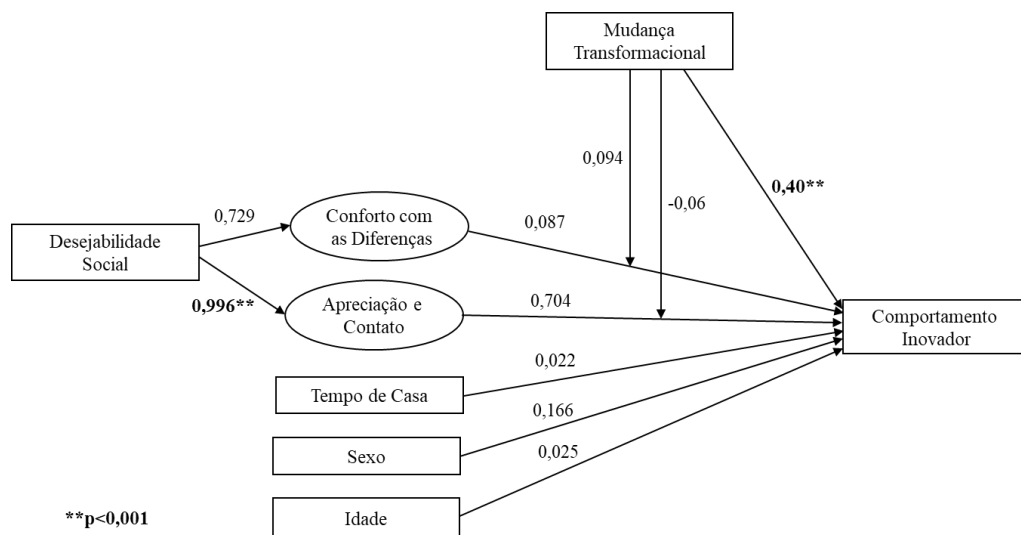 Mudança
Transformacional
0,094
0,40**
-0,06
0,729
Conforto com
as Diferenças
0,087
Desejabilidade
Social
0,996**
Apreciação e
Contato
0,704
Comportamento
Inovador
Tempo de Casa
0,022
0,166
Sexo
0,025
Idade
**p<0,001